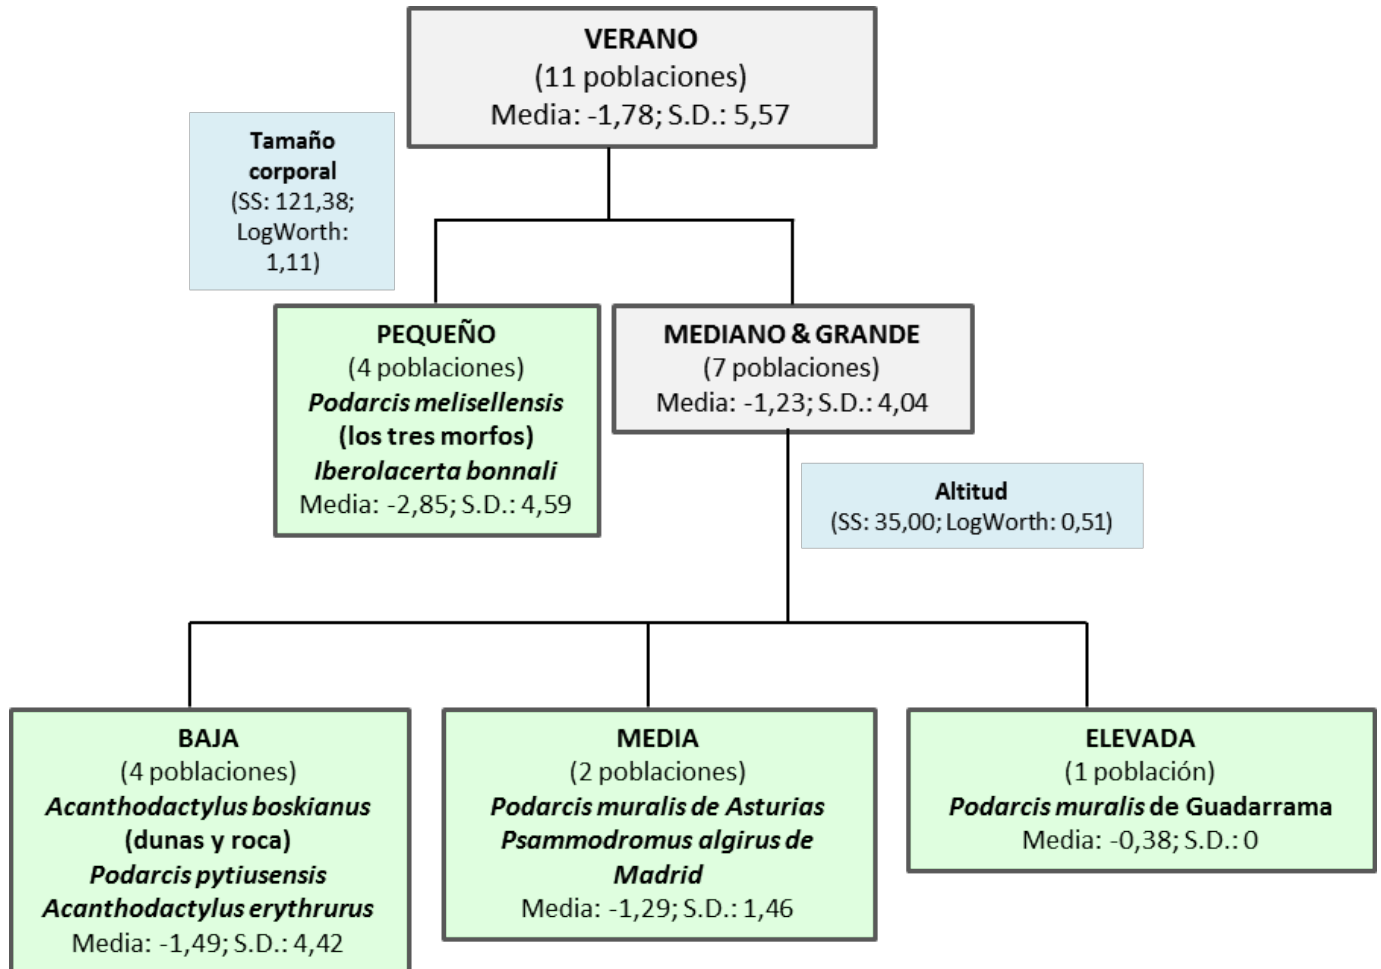 VERANO
(11 poblaciones)
Media: -1,78; S.D.: 5,57
Tamaño
corporal
(SS: 121,38;
LogWorth:
1,11)
PEQUEÑO
(4 poblaciones)
Podarcis melisellensis
(los tres morfos)
Iberolacerta bonnali
Media: -2,85; S.D.: 4,59
MEDIANO & GRANDE
(7 poblaciones)
Media: -1,23; S.D.: 4,04
Altitud
(SS: 35,00; LogWorth: 0,51)
BAJA
(4 poblaciones)
Acanthodactylus boskianus
(dunas y roca)
Podarcis pytiusensis
Acanthodactylus erythrurus
Media: -1,49; S.D.: 4,42
MEDIA
(2 poblaciones)
Podarcis muralis de Asturias
Psammodromus algirus de
Madrid
Media: -1,29; S.D.: 1,46
ELEVADA
(1 población)
Podarcis muralis de Guadarrama
Media: -0,38; S.D.: 0